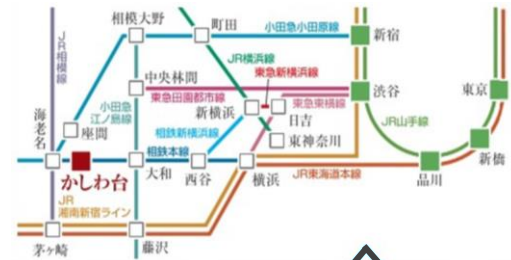 相模大野
町田
小田急小田原線
新宿
JR相模線
JR横浜線
東急新横浜線
中央林間
渋谷
東京
東急田園都市線
東急東横線
小田急
江ノ島線
新横浜
日吉
海老名
座間
相鉄新横浜線
東神奈川
JR山手線
新橋
相鉄本線
かしわ台
大和
西谷
横浜
JR東海道本線
品川
JR
湘南新宿ライン
茅ヶ崎
藤沢